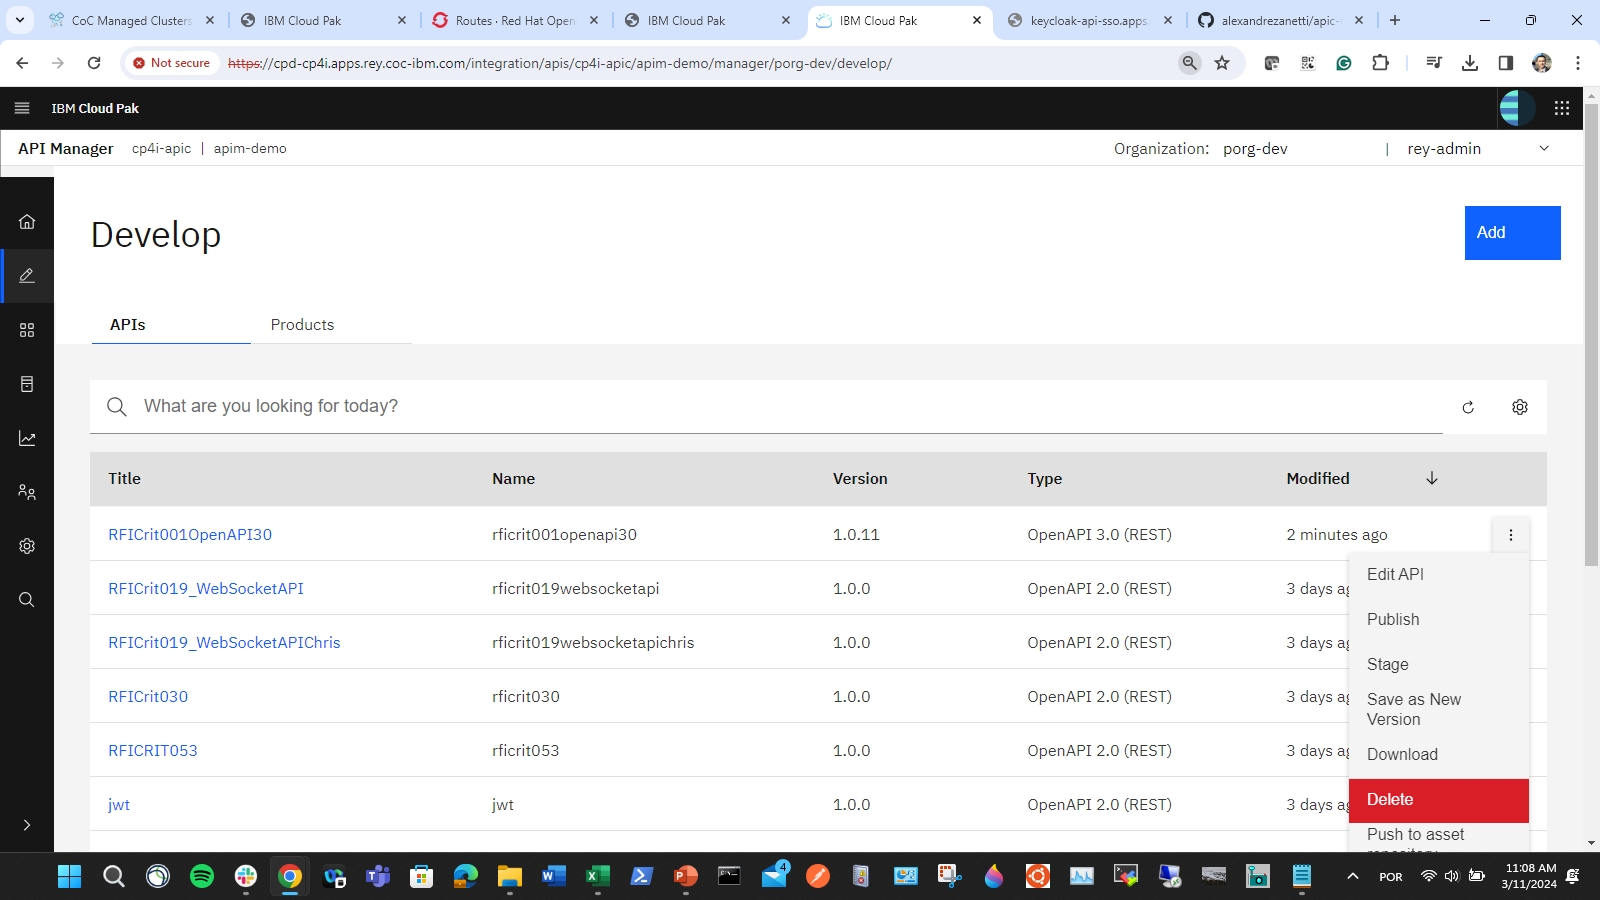 CoC Managed Clusters
IBM Cloud Pak
Routes · Red Hat Open
IBM Cloud Pak
IBM Cloud Pak
keycloak-api-sso.apps.
alexandrezanetti/apic-
Not secure
https://cpd-cp4i.apps.rey.coc-ibm.com/integration/apis/cp4i-apic/apim-demo/manager/porg-dev/develop/
IBM Cloud Pak
API Manager cp4i-apic | apim-demo
Organization: porg-dev | rey-admin
Develop
Add
APIs
Products
What are you looking for today?
Title Name Version Type Modified
RFICrit001OpenAPI30 rficrit001openapi30 1.0.11 OpenAPI 3.0 (REST) 2 minutes ago
RFICrit019_WebSocketAPI rficrit019websocketapi 1.0.0 OpenAPI 2.0 (REST) 3 days ag
RFICrit019_WebSocketAPIChris rficrit019websocketapichris 1.0.0 OpenAPI 2.0 (REST) 3 days ag
RFICrit030 rficrit030 1.0.0 OpenAPI 2.0 (REST) 3 days ag
RFICRIT053 rficrit053 1.0.0 OpenAPI 2.0 (REST) 3 days ag
jwt jwt 1.0.0 OpenAPI 2.0 (REST) 3 days ag
Edit API
Publish
Stage
Save as New
Version
Download
Delete
Push to asset
repository
4
POR
11:08 AM
3/11/2024